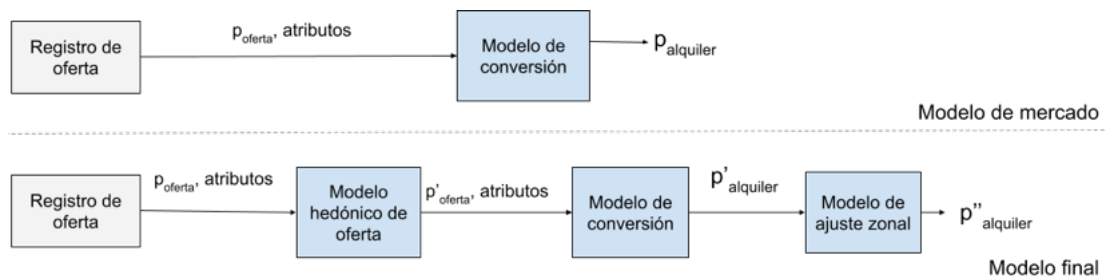 Registro de
oferta
p_oferta, atributos
Modelo de
conversión
p_alquiler
Modelo de mercado
Registro de
oferta
p_oferta, atributos
Modelo
hedónico de
oferta
p'_oferta, atributos
Modelo de
conversión
p'_alquiler
Modelo de
ajuste zonal
p''_alquiler
Modelo final